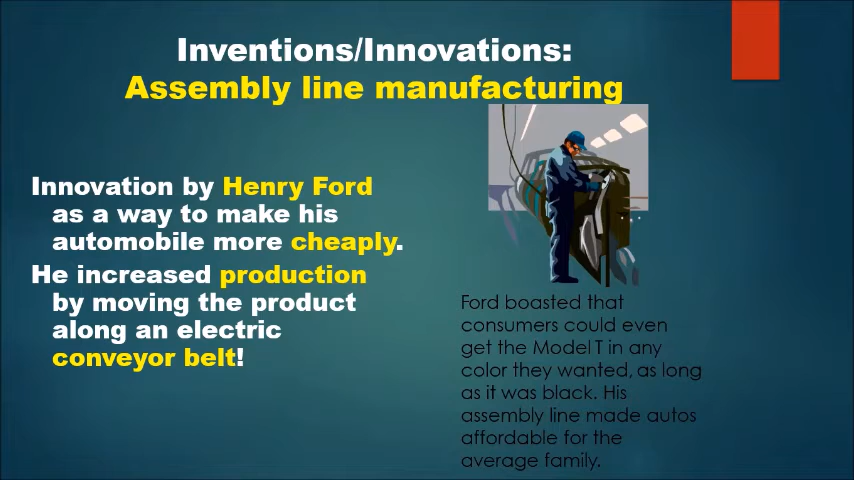 Inventions/Innovations:
Assembly line manufacturing
Innovation by Henry Ford
as a way to make his
automobile more cheaply.
He increased production
by moving the product
along an electric
conveyor belt!
Ford boasted that
consumers could even
get the Model T in any
color they wanted, as long
as it was black. His
assembly line made autos
affordable for the
average family.